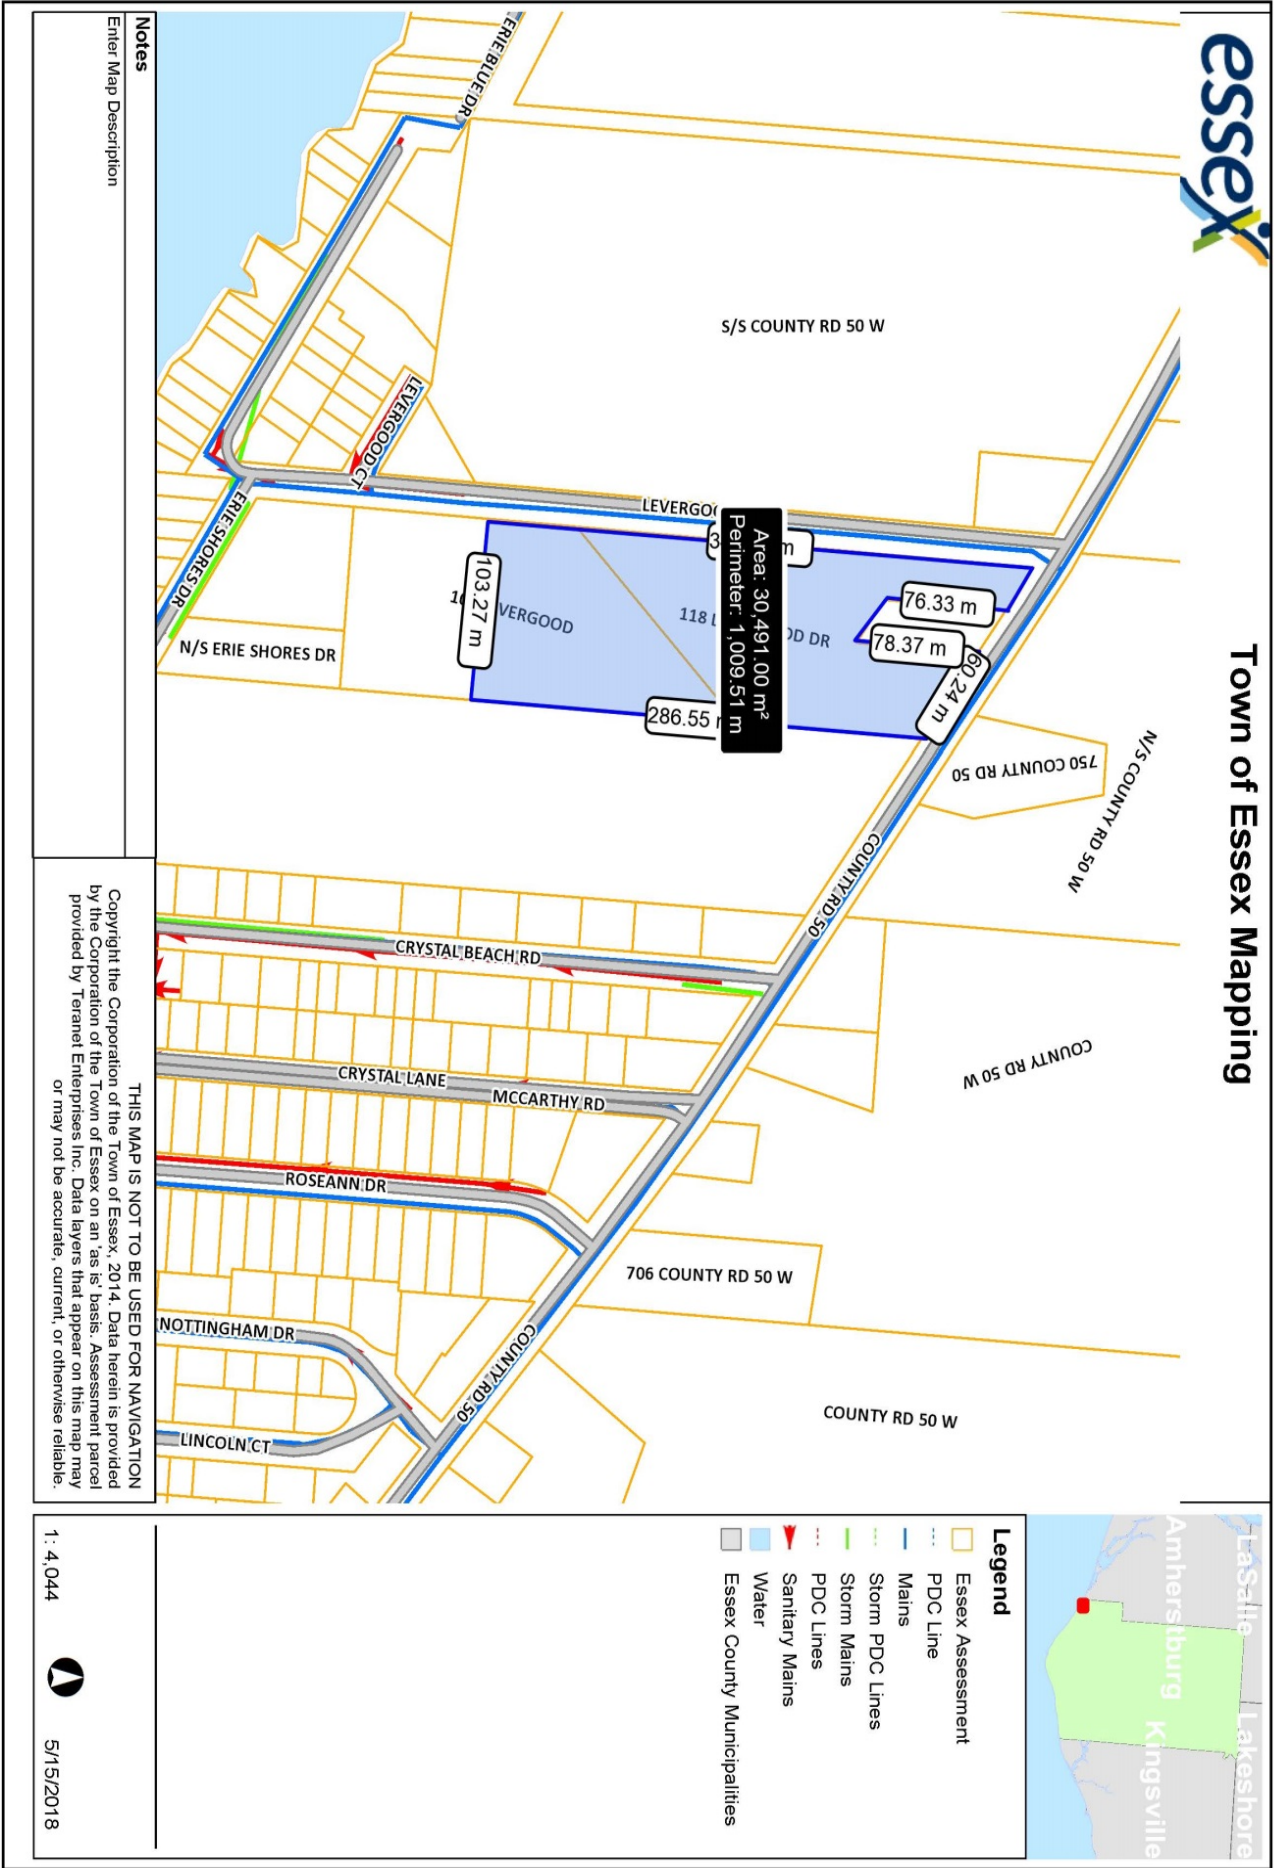 essex
Town of Essex Mapping
LaSalle
Lakeshore
Amherstburg
Kingsville
ERIE BLUE DR
S/S COUNTY RD 50 W
LEVERGOOD CT
ERIE SHORES DR
N/S ERIE SHORES DR
Area: 30,491.00 m²
Perimeter: 1,009.51 m
76.33 m
78.37 m
60.24 m
103.27 m
286.55
118
DR
750 COUNTY RD 50
N/S COUNTY RD 50 W
COUNTY RD 50
CRYSTAL BEACH RD
COUNTY RD 50 W
CRYSTAL LANE
MCCARTHY RD
ROSEANN DR
706 COUNTY RD 50 W
NOTTINGHAM DR
COUNTY RD 50
LINCOLN CT
COUNTY RD 50 W
Legend
Essex Assessment
PDC Line
Mains
Storm PDC Lines
Storm Mains
PDC Lines
Sanitary Mains
Water
Essex County Municipalities
Notes
Enter Map Description
THIS MAP IS NOT TO BE USED FOR NAVIGATION
Copyright the Corporation of the Town of Essex, 2014. Data herein is provided
by the Corporation of the Town of Essex on an 'as is' basis. Assessment parcel
provided by Teranet Enterprises Inc. Data layers that appear on this map may
or may not be accurate, current, or otherwise reliable.
1: 4,044
5/15/2018